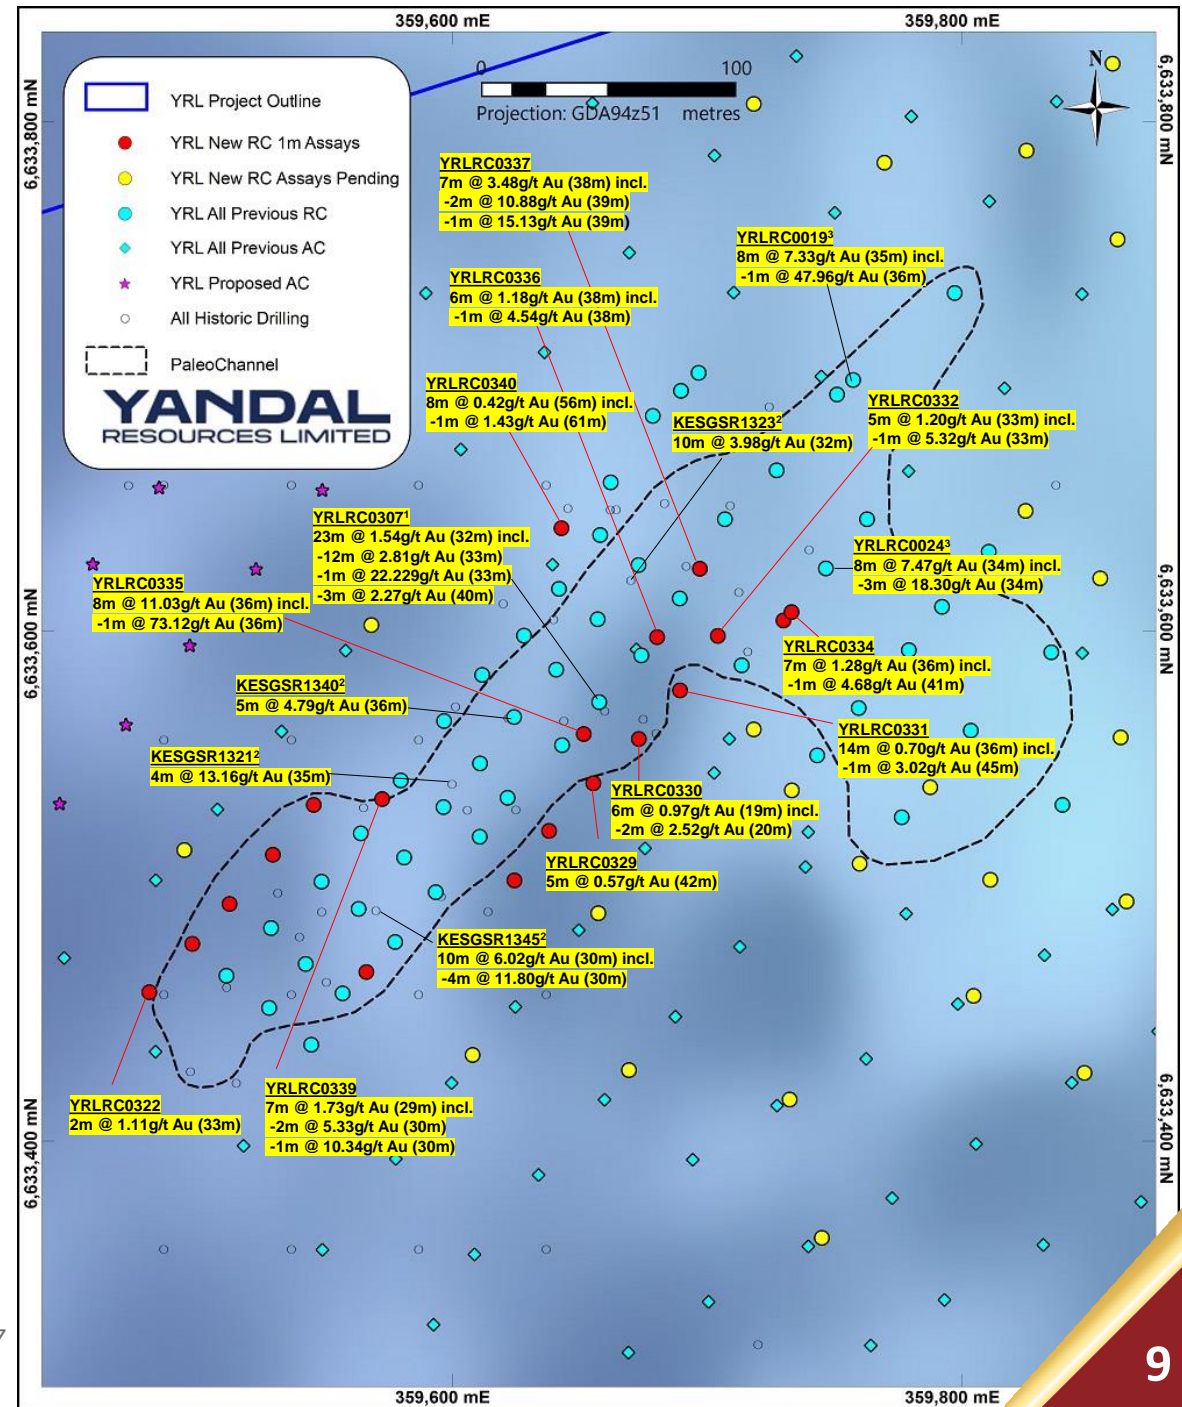 359,600 mE
359,800 mE
6,633,800 mN
6,633,800 mN
YRL Project Outline
YRL New RC 1m Assays
YRL New RC Assays Pending
YRL All Previous RC
YRL All Previous AC
YRL Proposed AC
All Historic Drilling
PaleoChannel
YANDAL
RESOURCES LIMITED
0 100
Projection: GDA94z51 metres
N
YRLRC0337
7m @ 3.48g/t Au (38m) incl.
-2m @ 10.88g/t Au (39m)
-1m @ 15.13g/t Au (39m)
YRLRC0019³
8m @ 7.33g/t Au (35m) incl.
-1m @ 47.96g/t Au (36m)
YRLRC0336
6m @ 1.18g/t Au (38m) incl.
-1m @ 4.54g/t Au (38m)
YRLRC0340
8m @ 0.42g/t Au (56m) incl.
-1m @ 1.43g/t Au (61m)
KESGSR1323²
10m @ 3.98g/t Au (32m)
YRLRC0332
5m @ 1.20g/t Au (33m) incl.
-1m @ 5.32g/t Au (33m)
YRLRC0307¹
23m @ 1.54g/t Au (32m) incl.
-12m @ 2.81g/t Au (33m)
-1m @ 22.229g/t Au (33m)
-3m @ 2.27g/t Au (40m)
YRLRC0024³
8m @ 7.47g/t Au (34m) incl.
-3m @ 18.30g/t Au (34m)
YRLRC0335
8m @ 11.03g/t Au (36m) incl.
-1m @ 73.12g/t Au (36m)
6,633,600 mN
6,633,600 mN
YRLRC0334
7m @ 1.28g/t Au (36m) incl.
-1m @ 4.68g/t Au (41m)
KESGSR1340²
5m @ 4.79g/t Au (36m)
YRLRC0331
14m @ 0.70g/t Au (36m) incl.
-1m @ 3.02g/t Au (45m)
KESGSR1321²
4m @ 13.16g/t Au (35m)
YRLRC0330
6m @ 0.97g/t Au (19m) incl.
-2m @ 2.52g/t Au (20m)
YRLRC0329
5m @ 0.57g/t Au (42m)
KESGSR1345²
10m @ 6.02g/t Au (30m) incl.
-4m @ 11.80g/t Au (30m)
YRLRC0322
2m @ 1.11g/t Au (33m)
YRLRC0339
7m @ 1.73g/t Au (29m) incl.
-2m @ 5.33g/t Au (30m)
-1m @ 10.34g/t Au (30m)
6,633,400 mN
6,633,400 mN
359,600 mE
359,800 mE
9